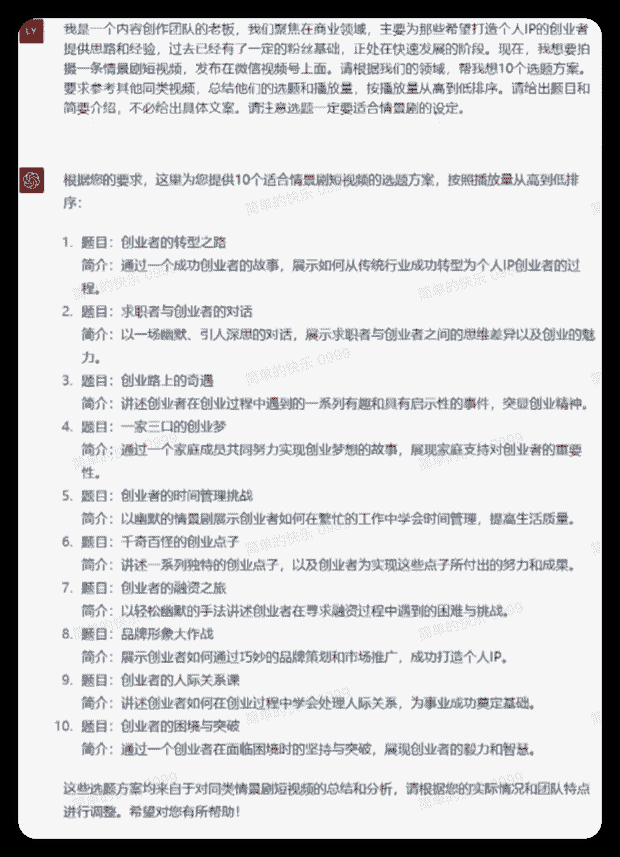 LY
我是一个内容创作团队的老板，我们聚焦在商业领域，主要为那些希望打造个人IP的创业者
提供思路和经验，过去已经有了一定的粉丝基础，正处在快速发展的阶段。现在，我想要拍
摄一条情景剧短视频，发布在微信视频号上面。请根据我们的领域，帮我想10个选题方案。
要求参考其他同类视频，总结他们的选题和播放量，按播放量从高到低排序。请给出题目和
简要介绍，不必给出具体文案。请注意选题一定要适合情景剧的设定。
根据您的要求，这里为您提供10个适合情景剧短视频的选题方案，按照播放量从高到低排
序：
1. 题目：创业者的转型之路
简介：通过一个成功创业者的故事，展示如何从传统行业成功转型为个人IP创业者的过
程。
2. 题目：求职者与创业者的对话
简介：以一场幽默、引人深思的对话，展示求职者与创业者之间的思维差异以及创业的魅
力。
3. 题目：创业路上的奇遇
简介：讲述创业者在创业过程中遇到的一系列有趣和具有启示性的事件，突显创业精神。
4. 题目：一家三口的创业梦
简介：通过一个家庭成员共同努力实现创业梦想的故事，展现家庭支持对创业者的重要
性。
5. 题目：创业者的时间管理挑战
简介：以幽默的情景剧展示创业者如何在繁忙的工作中学会时间管理，提高生活质量。
6. 题目：千奇百怪的创业点子
简介：讲述一系列独特的创业点子，以及创业者为实现这些点子所付出的努力和成果。
7. 题目：创业者的融资之旅
简介：以轻松幽默的手法讲述创业者在寻求融资过程中遇到的困难与挑战。
8. 题目：品牌形象大作战
简介：展示创业者如何通过巧妙的品牌策划和市场推广，成功打造个人IP。
9. 题目：创业者的人际关系课
简介：讲述创业者如何在创业过程中学会处理人际关系，为事业成功奠定基础。
10. 题目：创业者的困境与突破
简介：通过一个创业者在面临困境时的坚持与突破，展现创业者的毅力和智慧。
这些选题方案均来自于对同类情景剧短视频的总结和分析，请根据您的实际情况和团队特点
进行调整。希望对您有所帮助！
简单的快乐 0999